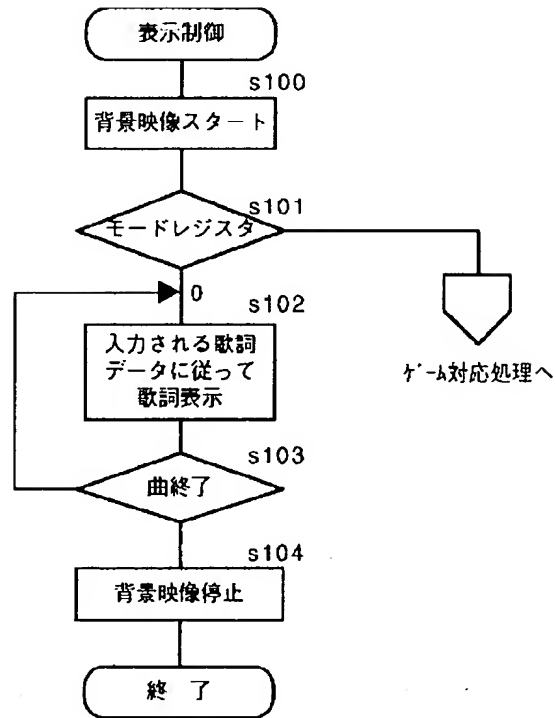 表示制御
s100
背景映像スタート
s101
モードレジスタ
0
s102
入力される歌詞
データに従って
歌詞表示
ゲーム対応処理へ
s103
曲終了
s104
背景映像停止
終 了